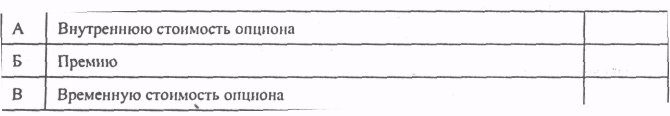 А Внутреннюю стоимость опциона
Б Премию
В Временную стоимость опциона